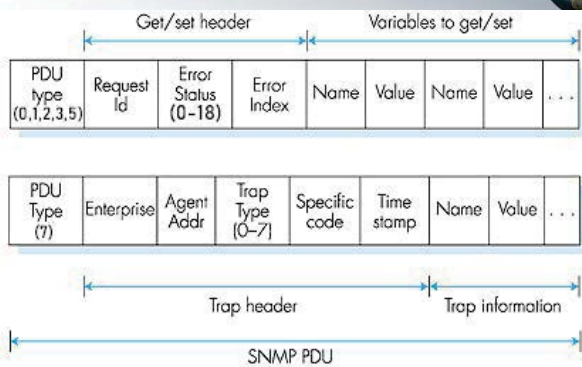 Get/set header
Variables to get/set
PDU type (0,1,2,3,5)
Request Id
Error Status (0–18)
Error Index
Name
Value
Name
Value
...
PDU Type (7)
Enterprise
Agent Addr
Trap Type (0–7)
Specific code
Time stamp
Name
Value
...
Trap header
Trap information
SNMP PDU